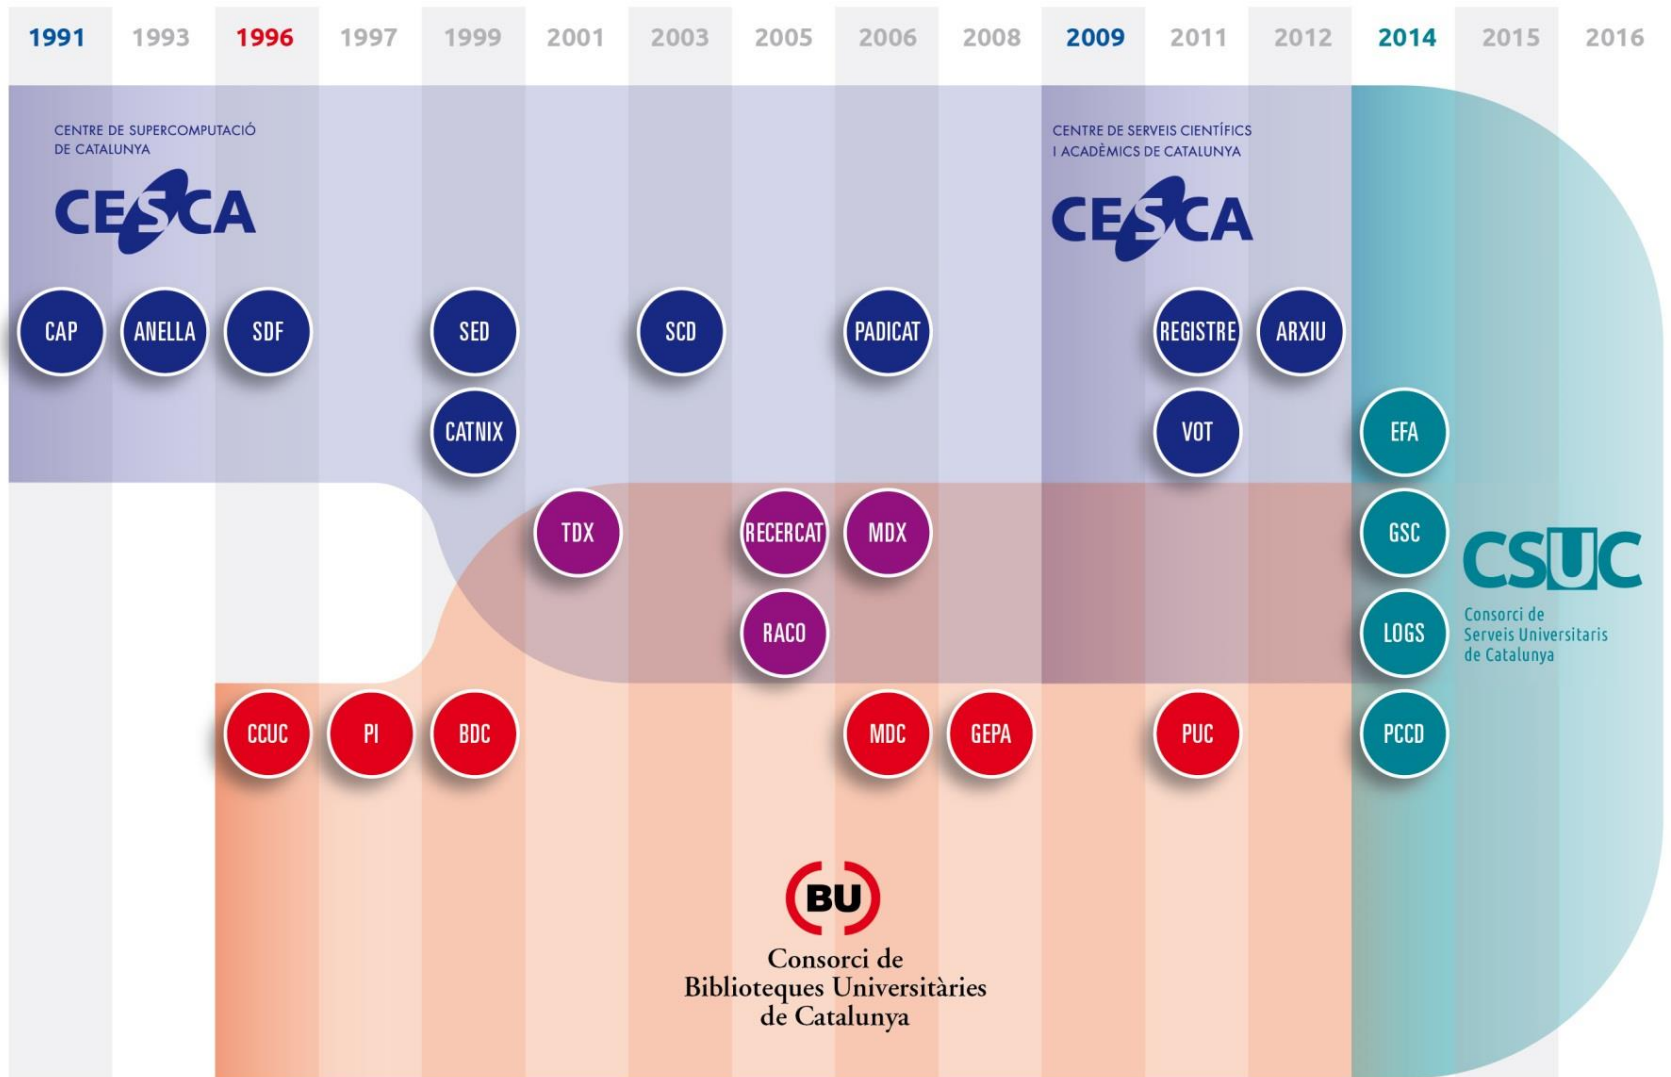 1991 1993 1996 1997 1999 2001 2003 2005 2006 2008 2009 2011 2012 2014 2015 2016
CENTRE DE SUPERCOMPUTACIÓ
DE CATALUNYA
CESCA
CENTRE DE SERVEIS CIENTÍFICS
I ACADÈMICS DE CATALUNYA
CESCA
CAP ANELLA SDF SED SCD PADICAT REGISTRE ARXIU
CATNIX VOT EFA
TDX RECERCAT MDX GSC
RACO LOGS
CSUC
Consorci de
Serveis Universitaris
de Catalunya
CCUC PI BDC MDC GEPA PUC PCCD
BU
Consorci de
Biblioteques Universitàries
de Catalunya